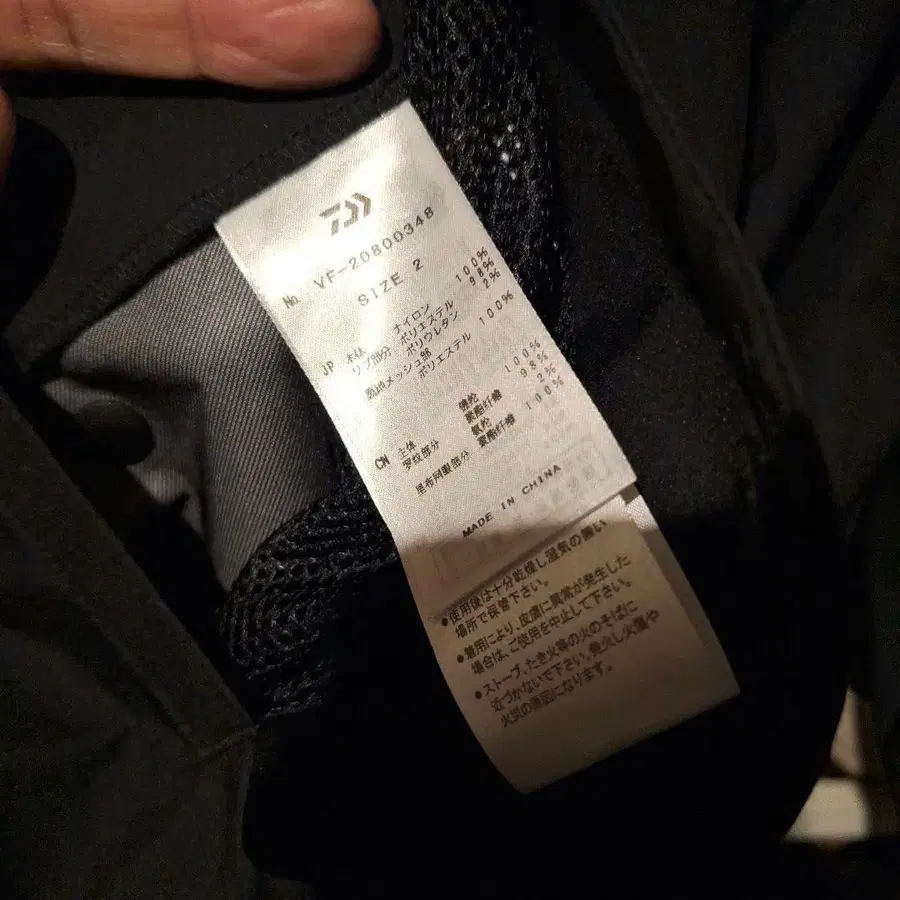 No. VF-20800348
SIZE 2
JP 本体 ナイロン 100%
リブ部分 ポリエステル 98%
ポリウレタン 2%
裏地メッシュ部 ポリエステル 100%
CN 主体 锦纶 100%
罗纹部分 聚酯纤维 98%
氨纶 2%
里布网眼部分 聚酯纤维 100%
MADE IN CHINA
•使用後は十分乾燥し湿気の無い
場所で保管下さい。
•着用により、皮膚に異常が発生した
場合は、ご使用を中止して下さい。
•ストーブ、たき火等の火のそばに
近づかないで下さい。発火し火傷や
火災の原因になります。